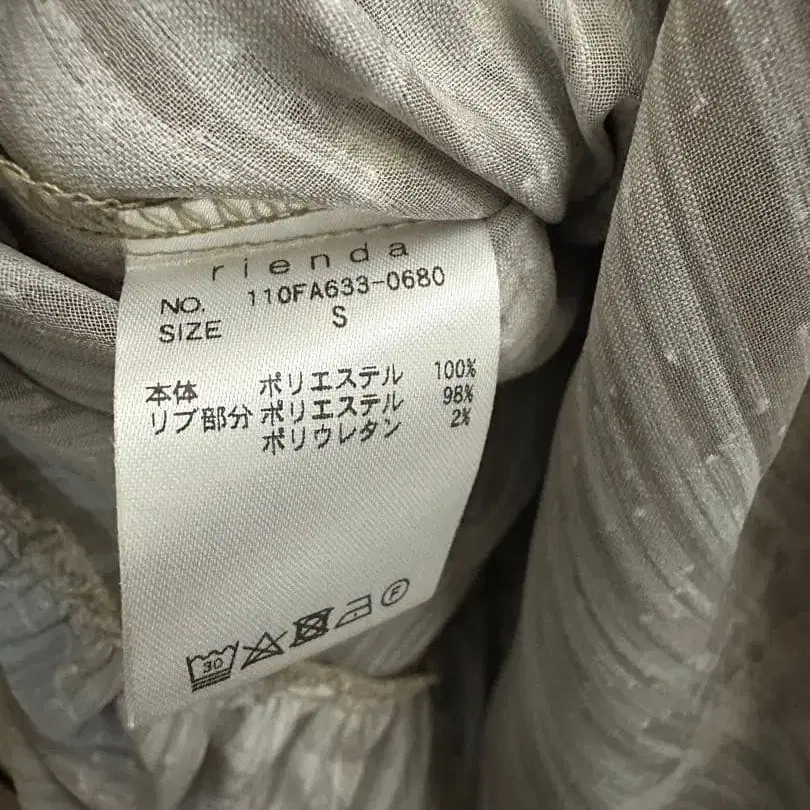 rienda
NO. 110FA633-0680
SIZE S
本体 ポリエステル 100%
リブ部分 ポリエステル 98%
ポリウレタン 2%
30 F